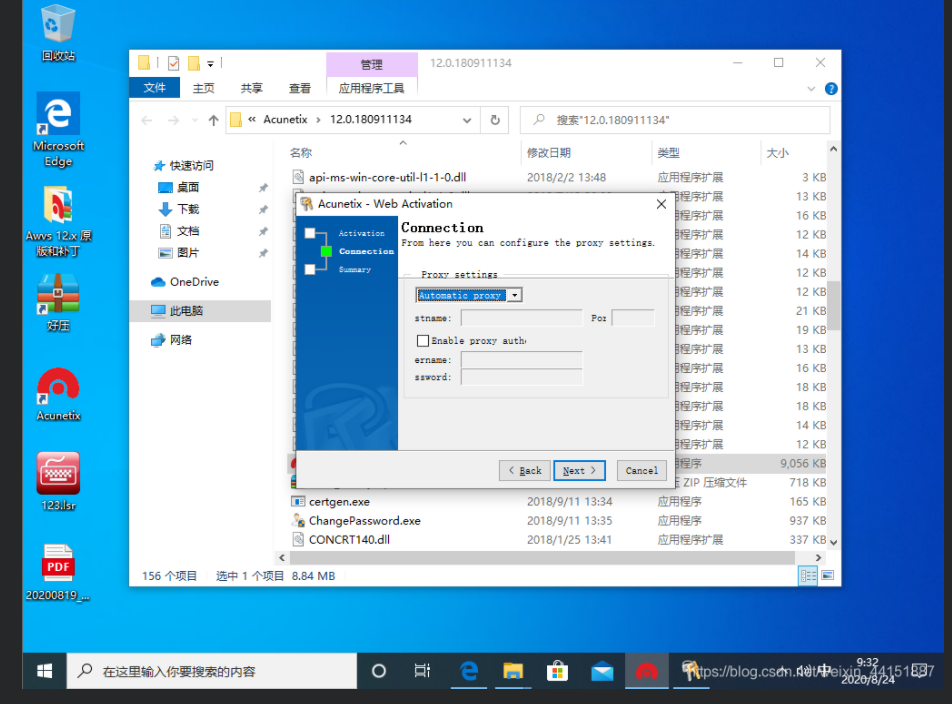 回收站
Microsoft
Edge
Awvs 12.x 原
版和补丁
好压
Acunetix
123.lsr
PDF
20200819_...
管理
12.0.180911134
文件
主页
共享
查看
应用程序工具
« Acunetix › 12.0.180911134
搜索"12.0.180911134"
快速访问
桌面
下载
文档
图片
OneDrive
此电脑
网络
名称
修改日期
类型
大小
api-ms-win-core-util-l1-1-0.dll 2018/2/2 13:48 应用程序扩展 3 KB
用程序扩展 13 KB
用程序扩展 16 KB
用程序扩展 12 KB
用程序扩展 14 KB
用程序扩展 12 KB
用程序扩展 12 KB
用程序扩展 21 KB
用程序扩展 19 KB
用程序扩展 13 KB
用程序扩展 16 KB
用程序扩展 18 KB
用程序扩展 18 KB
用程序扩展 14 KB
用程序扩展 12 KB
用程序 9,056 KB
ZIP 压缩文件 718 KB
certgen.exe 2018/9/11 13:34 应用程序 165 KB
ChangePassword.exe 2018/9/11 13:35 应用程序 937 KB
CONCRT140.dll 2018/1/25 13:41 应用程序扩展 337 KB
Acunetix - Web Activation
Activation
Connection
Summary
Connection
From here you can configure the proxy settings.
Proxy settings
Automatic proxy
stname:
Po:
Enable proxy auth
ername:
ssword:
< Back
Next >
Cancel
156 个项目
选中 1 个项目 8.84 MB
在这里输入你要搜索的内容
https://blog.csdn.net/weixin_44151887
中
9:32
2020/8/24